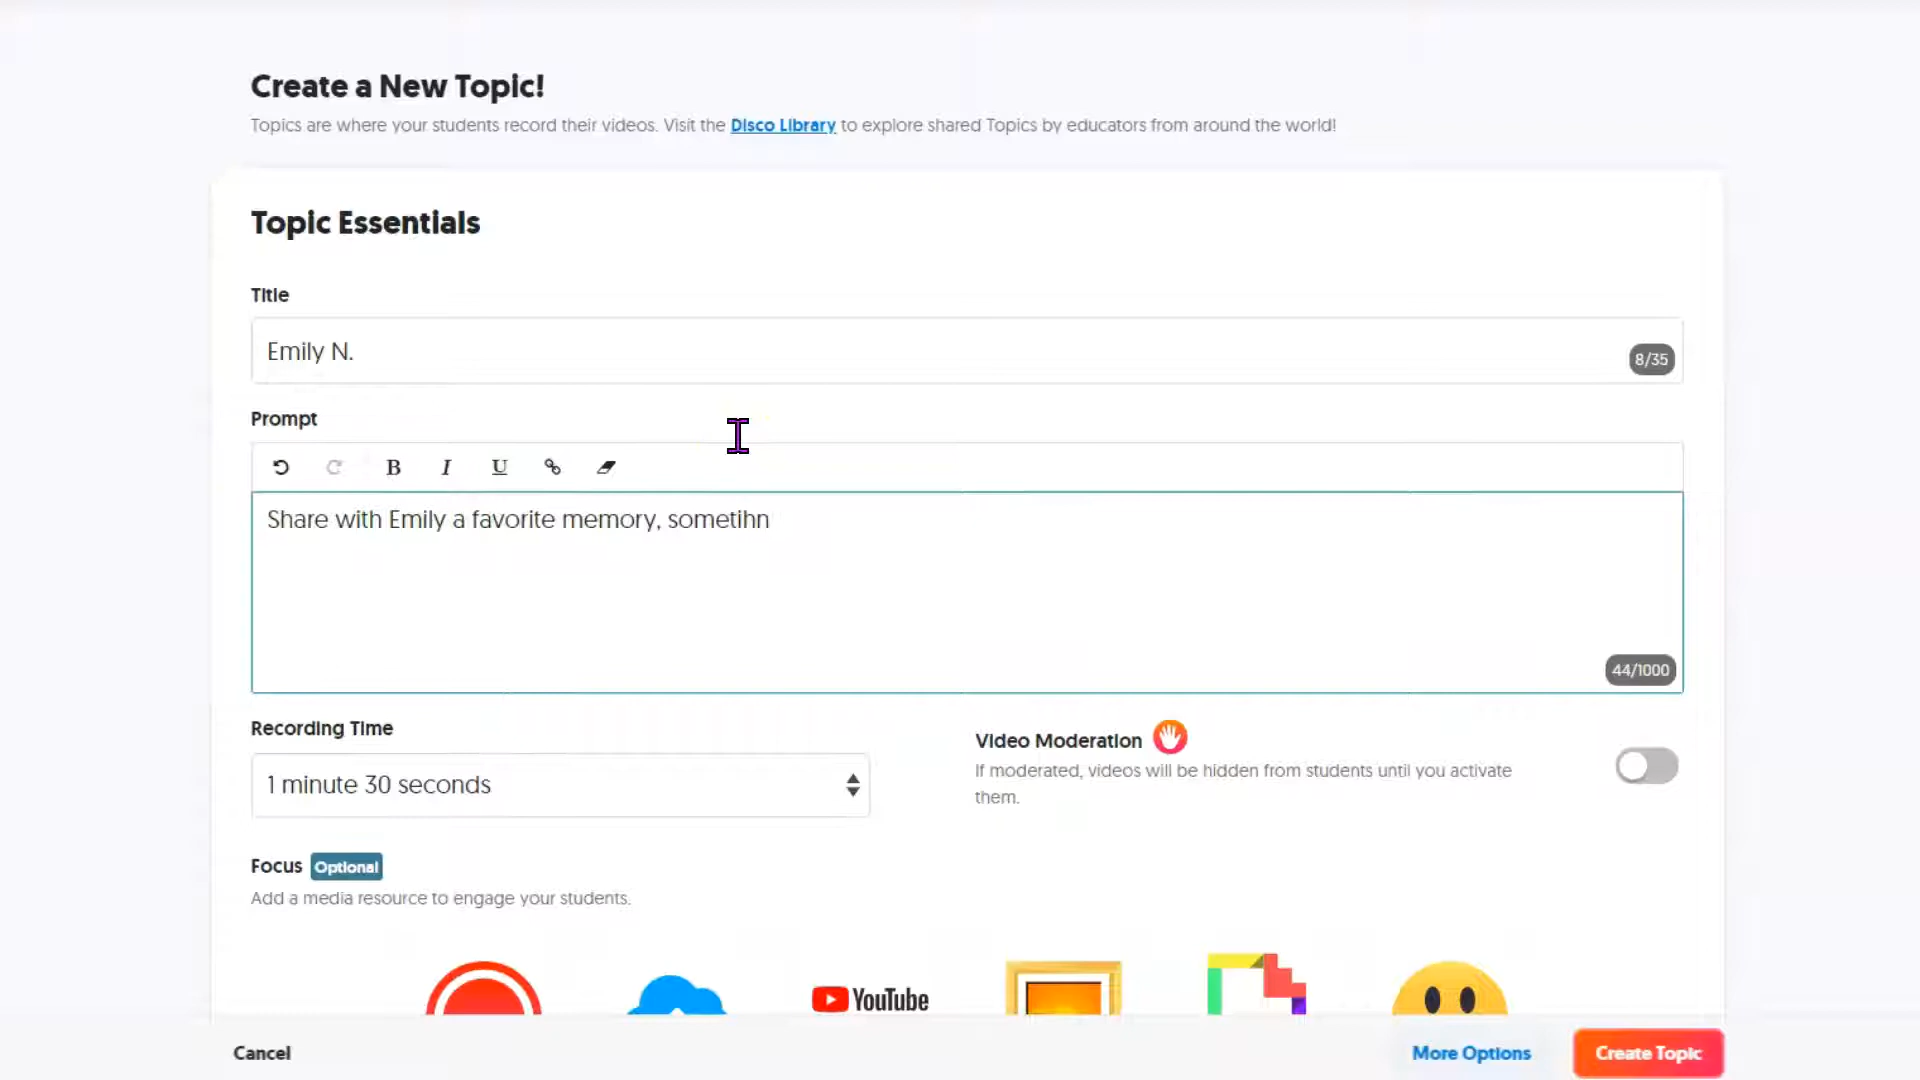 Create a New Topic!
Topics are where your students record their videos. Visit the Disco Library to explore shared Topics by educators from around the world!
Topic Essentials
Title
Emily N.
8/35
Prompt
B I U
Share with Emily a favorite memory, sometihn
44/1000
Recording Time
1 minute 30 seconds
Video Moderation
If moderated, videos will be hidden from students until you activate
them.
Focus Optional
Add a media resource to engage your students.
YouTube
Cancel
More Options
Create Topic